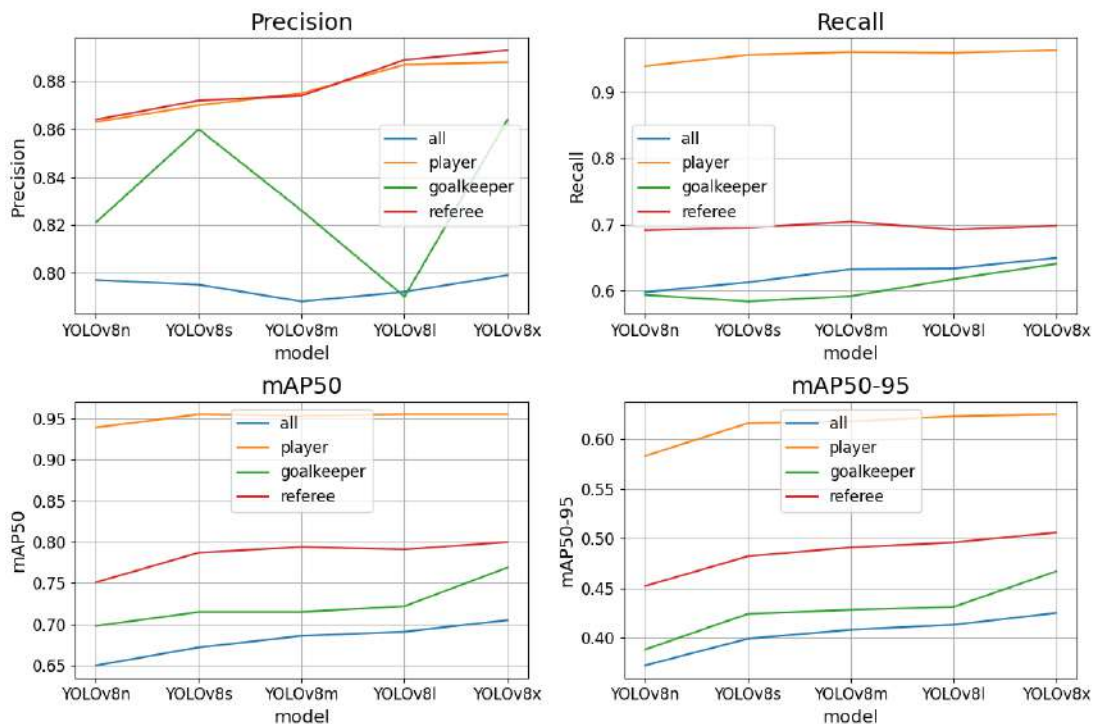 Precision
Precision
0.88
0.86
0.84
0.82
0.80
all
player
goalkeeper
referee
YOLOv8n YOLOv8s YOLOv8m YOLOv8l YOLOv8x
model
Recall
Recall
0.9
0.8
0.7
0.6
all
player
goalkeeper
referee
YOLOv8n YOLOv8s YOLOv8m YOLOv8l YOLOv8x
model
mAP50
mAP50
0.95
0.90
0.85
0.80
0.75
0.70
0.65
all
player
goalkeeper
referee
YOLOv8n YOLOv8s YOLOv8m YOLOv8l YOLOv8x
model
mAP50-95
mAP50-95
0.60
0.55
0.50
0.45
0.40
all
player
goalkeeper
referee
YOLOv8n YOLOv8s YOLOv8m YOLOv8l YOLOv8x
model